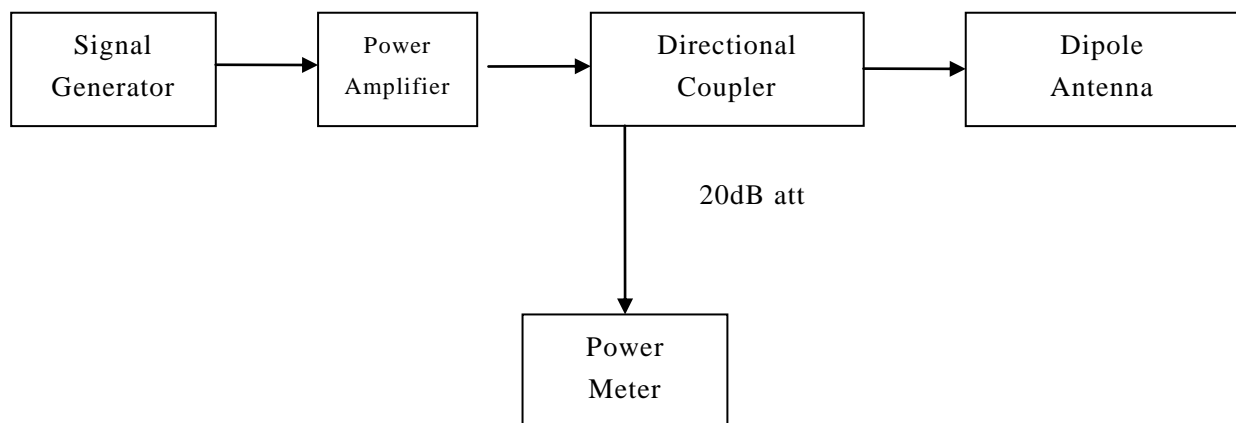 Signal
Generator
Power
Amplifier
Directional
Coupler
Dipole
Antenna
20dB att
Power
Meter